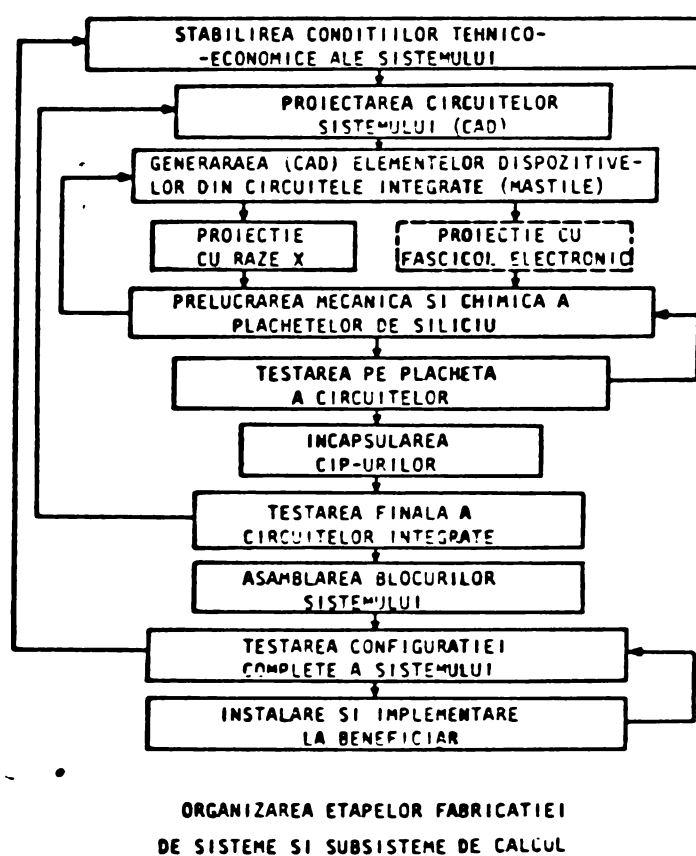 STABILIREA CONDITIILOR TEHNICO-
-ECONOMICE ALE SISTEMULUI
PROIECTAREA CIRCUITELOR
SISTEMULUI (CAD)
GENERARAEA (CAD) ELEMENTELOR DISPOZITIVE-
LOR DIN CIRCUITELE INTEGRATE (MASTILE)
PROIECTIE
CU RAZE X
PROIECTIE CU
FASCICOL ELECTRONIC
PRELUCRAREA MECANICA SI CHIMICA A
PLACHETELOR DE SILICIU
TESTAREA PE PLACHETA
A CIRCUITELOR
INCAPSULAREA
CIP-URILOR
TESTAREA FINALA A
CIRCUITELOR INTEGRATE
ASAMBLAREA BLOCURILOR
SISTEMULUI
TESTAREA CONFIGURATIEI
COMPLETE A SISTEMULUI
INSTALARE SI IMPLEMENTARE
LA BENEFICIAR
ORGANIZAREA ETAPELOR FABRICATIEI
DE SISTEME SI SUBSISTEME DE CALCUL